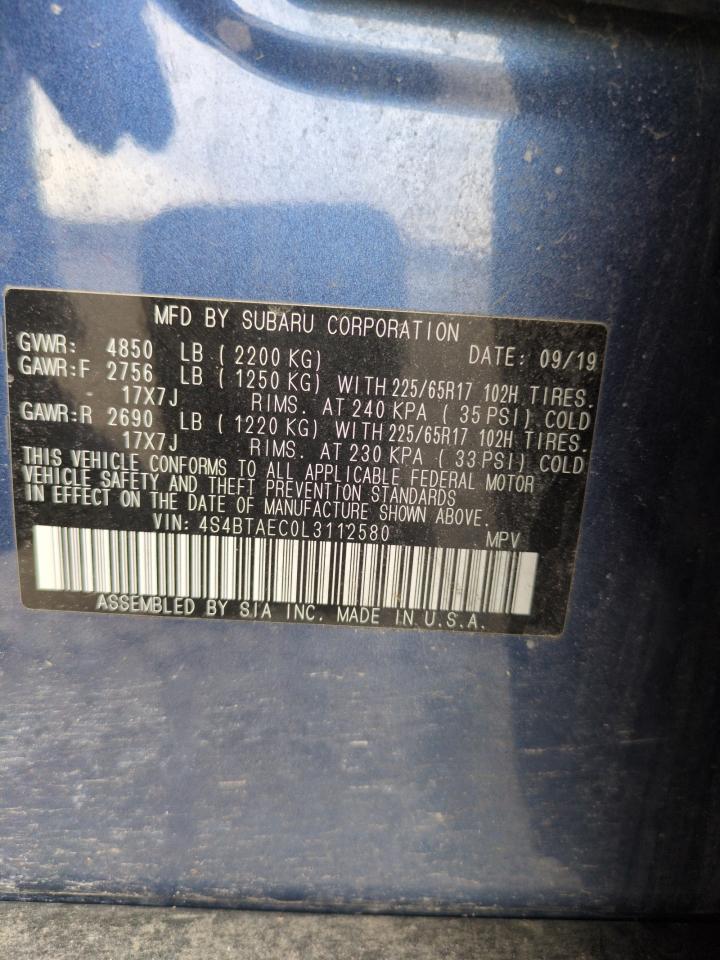 MFD BY SUBARU CORPORATION
GVWR: 4850 LB ( 2200 KG) DATE: 09/19
GAWR:F 2756 LB ( 1250 KG) WITH 225/65R17 102H TIRES.
17X7J RIMS. AT 240 KPA ( 35 PSI) COLD
GAWR:R 2690 LB ( 1220 KG) WITH 225/65R17 102H TIRES.
17X7J RIMS. AT 230 KPA ( 33 PSI) COLD
THIS VEHICLE CONFORMS TO ALL APPLICABLE FEDERAL MOTOR
VEHICLE SAFETY AND THEFT PREVENTION STANDARDS
IN EFFECT ON THE DATE OF MANUFACTURE SHOWN ABOVE.
VIN: 4S4BTAEC0L3112580 MPV
ASSEMBLED BY SIA INC. MADE IN U.S.A.